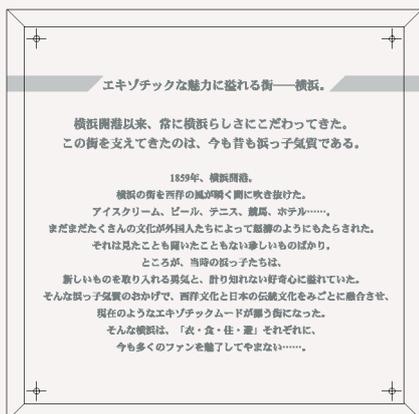 エキゾチックな魅力に溢れる街――横浜。
横浜開港以来、常に横浜らしさにこだわってきた。
この街を支えてきたのは、今も昔も浜っ子気質である。
1859年、横浜開港。
横浜の街を西洋の風が瞬く間に吹き抜けた。
アイスクリーム、ビール、テニス、競馬、ホテル……。
まだまだたくさんの文化が外国人たちによって怒濤のようにもたらされた。
それは見たことも聞いたこともない珍しいものばかり。
ところが、当時の浜っ子たちは、
新しいものを取り入れる勇気と、計り知れない好奇心に溢れていた。
そんな浜っ子気質のおかげで、西洋文化と日本の伝統文化をみごとに融合させ、
現在のようなエキゾチックムードが漂う街になった。
そんな横浜は、「衣・食・住・遊」それぞれに、
今も多くのファンを魅了してやまない……。